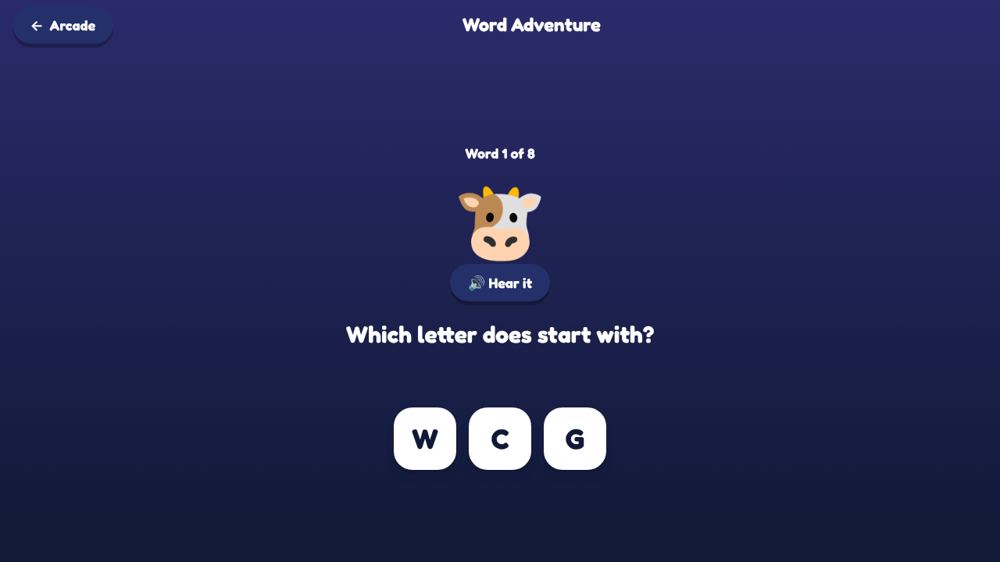 ← Arcade
Word Adventure
Word 1 of 8
🔊 Hear it
Which letter does start with?
W C G